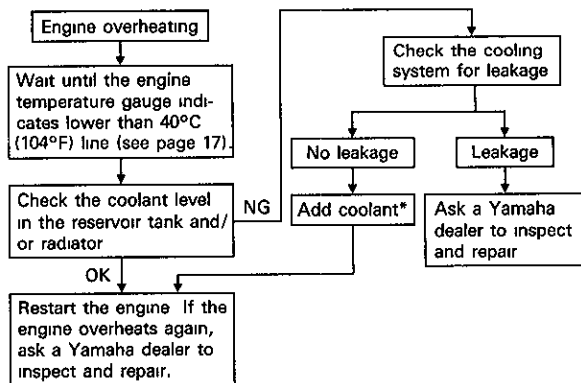 Engine overheating
Wait until the engine
temperature gauge indi-
cates lower than 40°C
(104°F) line (see page 17).
Check the coolant level
in the reservoir tank and/
or radiator
NG
OK
Check the cooling
system for leakage
No leakage
Leakage
Add coolant*
Ask a Yamaha
dealer to inspect
and repair
Restart the engine If the
engine overheats again,
ask a Yamaha dealer to
inspect and repair.